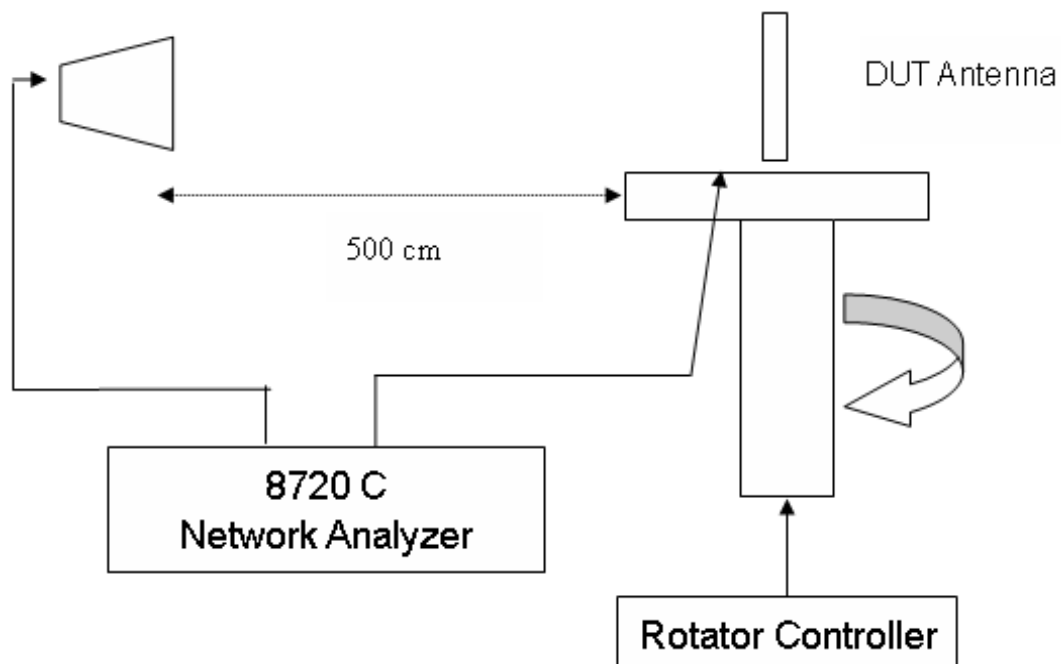 DUT Antenna
500 cm
8720 C
Network Analyzer
Rotator Controller